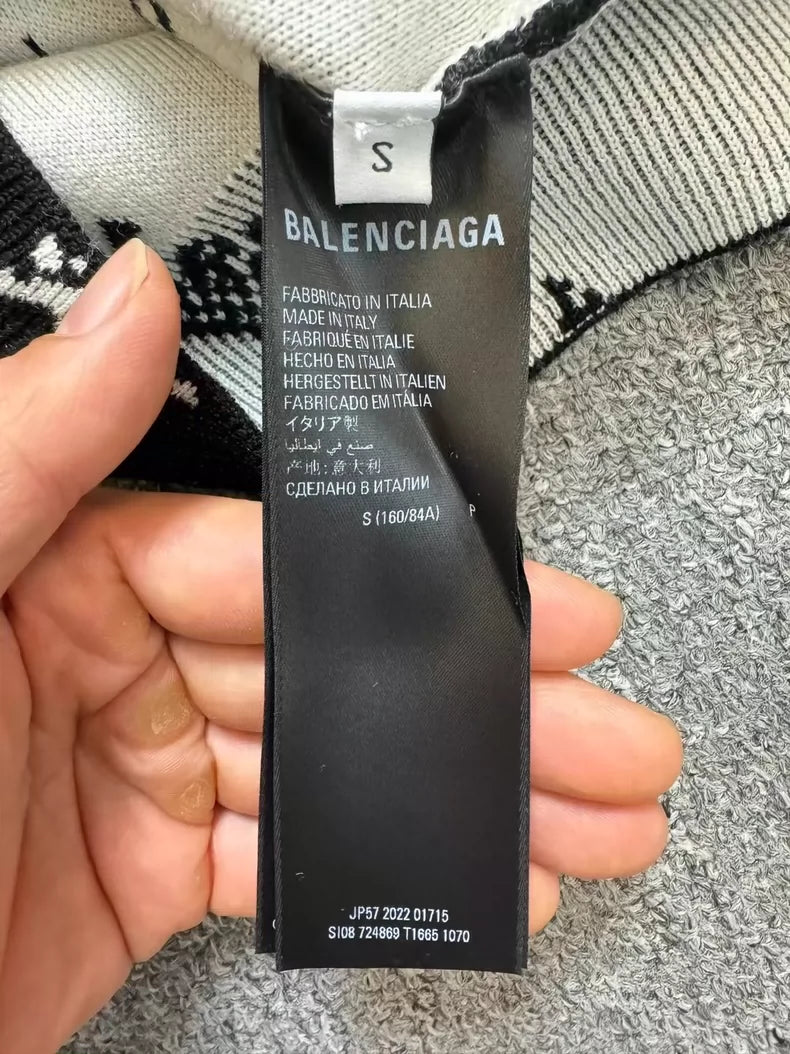 S
BALENCIAGA
FABBRICATO IN ITALIA
MADE IN ITALY
FABRIQUÉ EN ITALIE
HECHO EN ITALIA
HERGESTELLT IN ITALIEN
FABRICADO EM ITÁLIA
イタリア製
صنع في ايطاليا
产地:意大利
СДЕЛАНО В ИТАЛИИ
S (160/84A) P
JP57 2022 01715
SI08 724869 T1665 1070